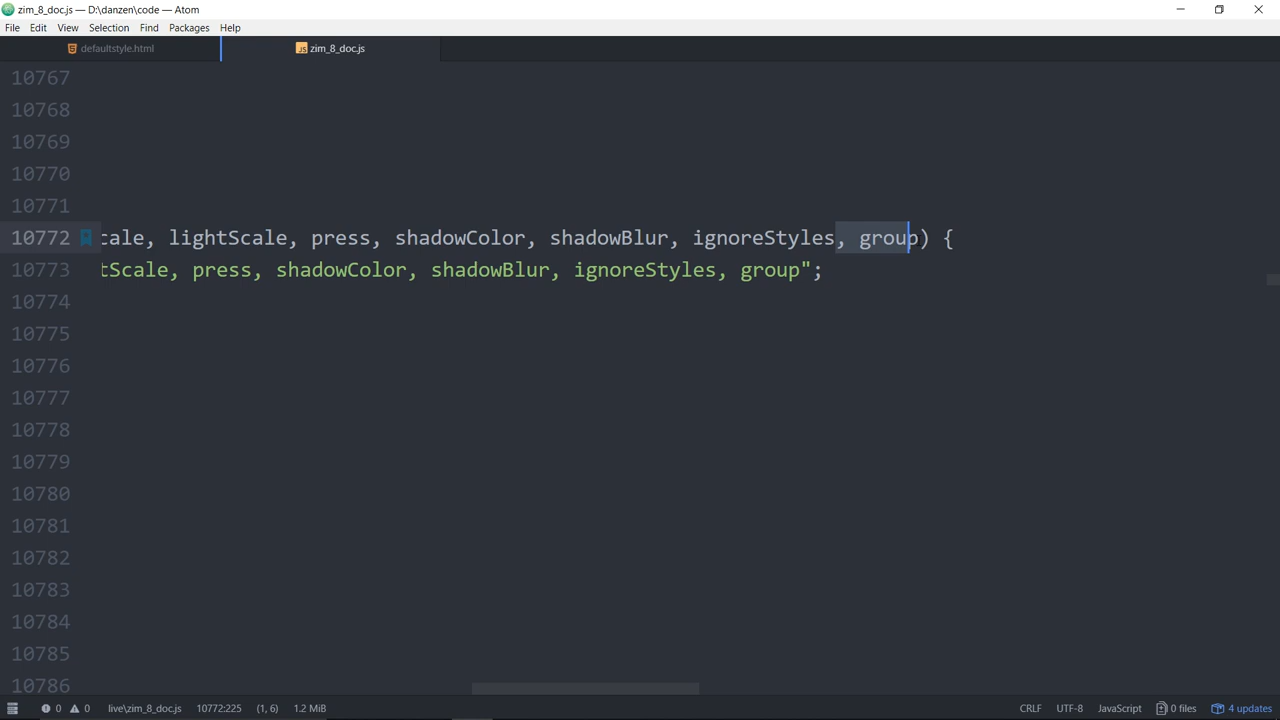 zim_8_doc.js — D:\danzen\code — Atom
File Edit View Selection Find Packages Help
defaultstyle.html
zim_8_doc.js
10767
10768
10769
10770
10771
10772 cale, lightScale, press, shadowColor, shadowBlur, ignoreStyles, group) {
10773 tScale, press, shadowColor, shadowBlur, ignoreStyles, group";
10774
10775
10776
10777
10778
10779
10780
10781
10782
10783
10784
10785
10786
0 0 live\zim_8_doc.js 10772:225 (1, 6) 1.2 MiB CRLF UTF-8 JavaScript 0 files 4 updates